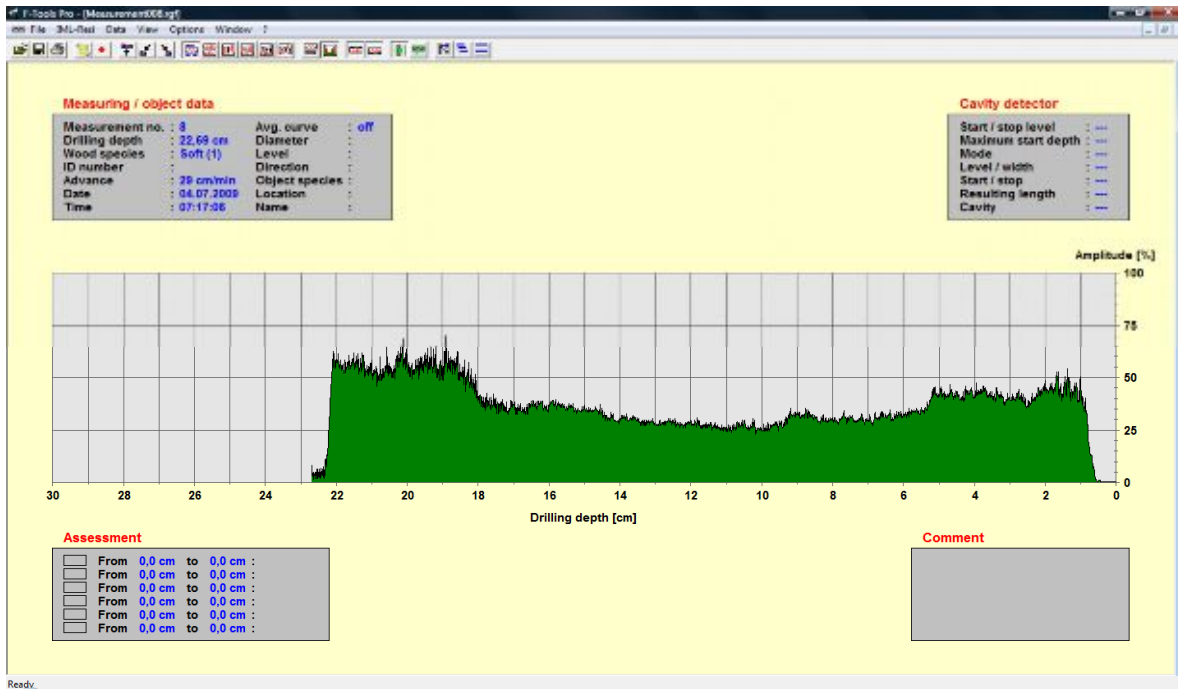 F-Tools Pro - [Measurement008.rgf]
File IML-Resi Data View Options Window ?
Measuring / object data
Measurement no. : 8 Avg. curve : off
Drilling depth : 22,69 cm Diameter :
Wood species : Soft (1) Level :
ID number : Direction :
Advance : 29 cm/min Object species :
Date : 04.07.2009 Location :
Time : 07:17:06 Name :
Cavity detector
Start / stop level : ---
Maximum start depth : ---
Mode : ---
Level / width : ---
Start / stop : ---
Resulting length : ---
Cavity : ---
Amplitude [%]
100
75
50
25
0
30 28 26 24 22 20 18 16 14 12 10 8 6 4 2 0
Drilling depth [cm]
Assessment
From 0,0 cm to 0,0 cm :
From 0,0 cm to 0,0 cm :
From 0,0 cm to 0,0 cm :
From 0,0 cm to 0,0 cm :
From 0,0 cm to 0,0 cm :
From 0,0 cm to 0,0 cm :
Comment
Ready